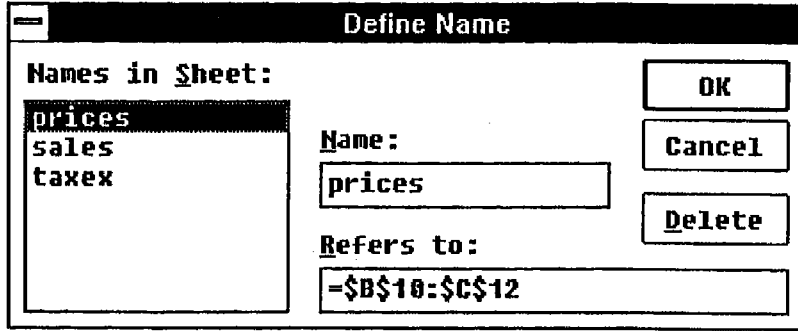 Define Name
Names in Sheet:
prices
sales
taxex
Name:
prices
Refers to:
=$B$10:$C$12
OK
Cancel
Delete